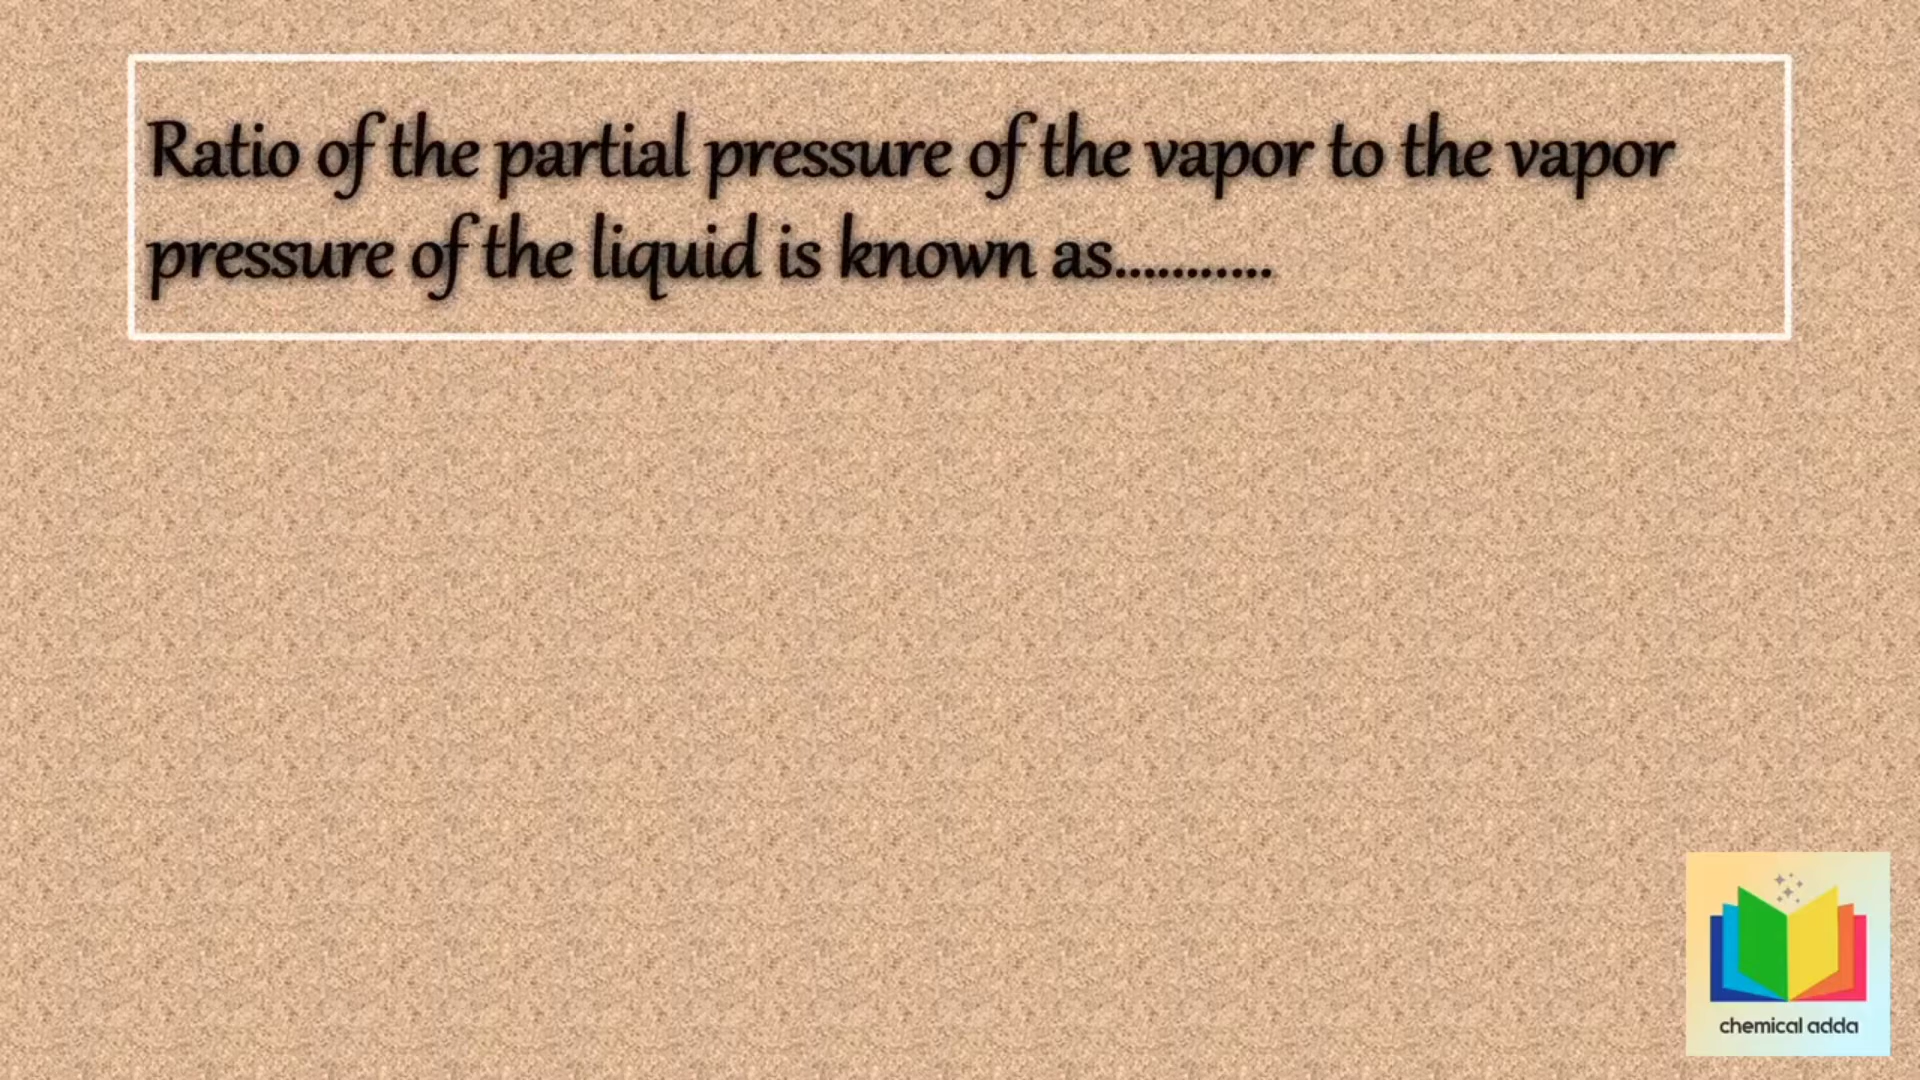 Ratio of the partial pressure of the vapor to the vapor
pressure of the liquid is known as...........
chemical adda